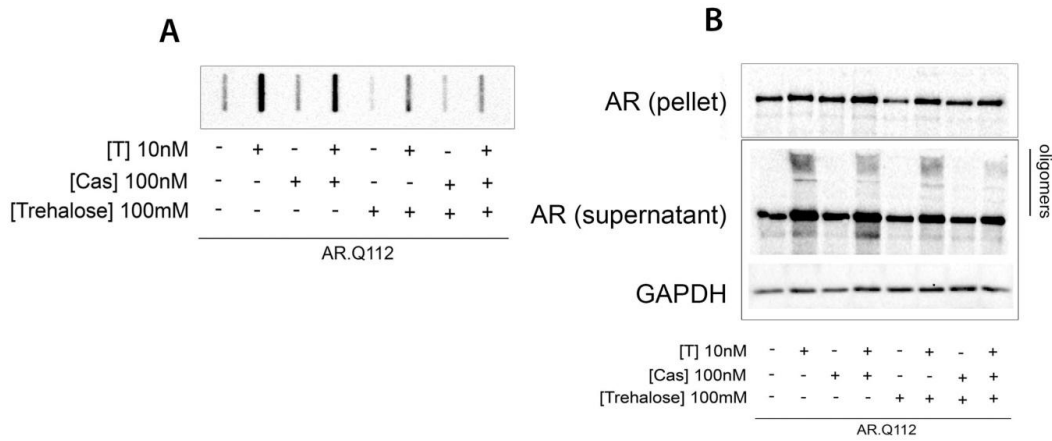 A
[T] 10nM - + - + - + - +
[Cas] 100nM - - + + - - + +
[Trehalose] 100mM - - - - + + + +
AR.Q112
B
AR (pellet)
AR (supernatant)
oligomers
GAPDH
[T] 10nM - + - + - + - +
[Cas] 100nM - - + + - - + +
[Trehalose] 100mM - - - - + + + +
AR.Q112